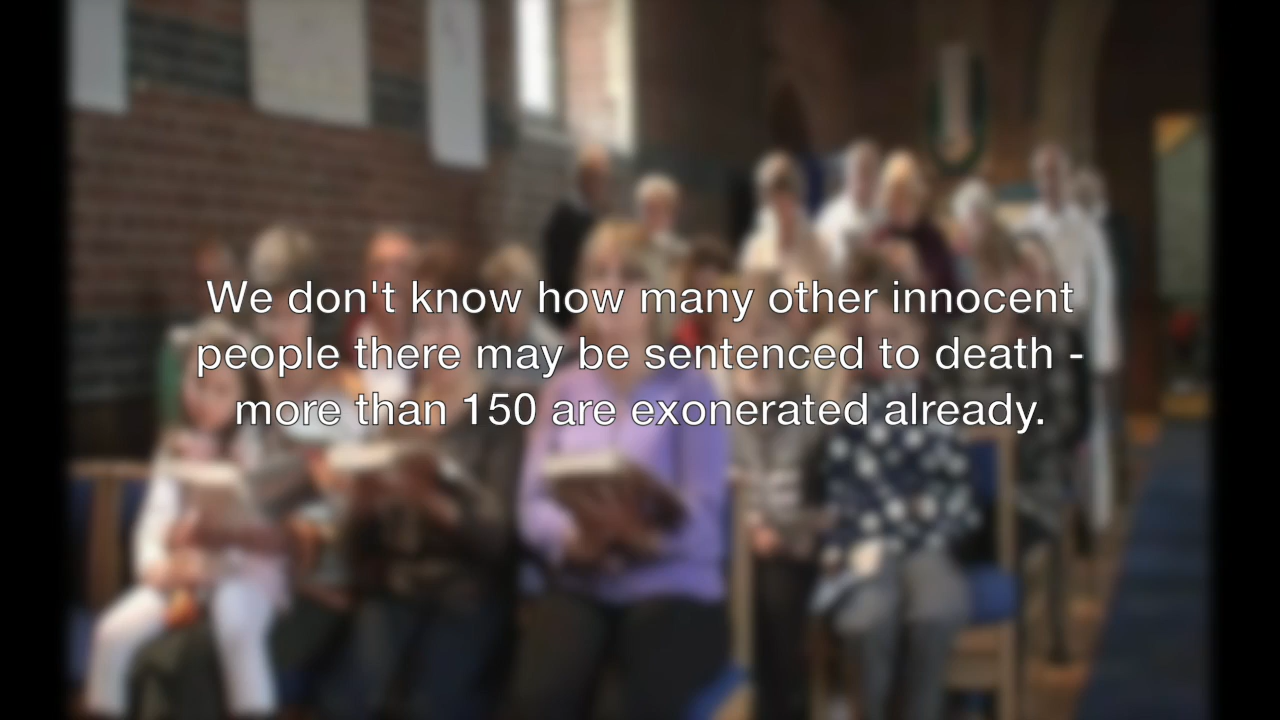 We don't know how many other innocent
people there may be sentenced to death -
more than 150 are exonerated already.